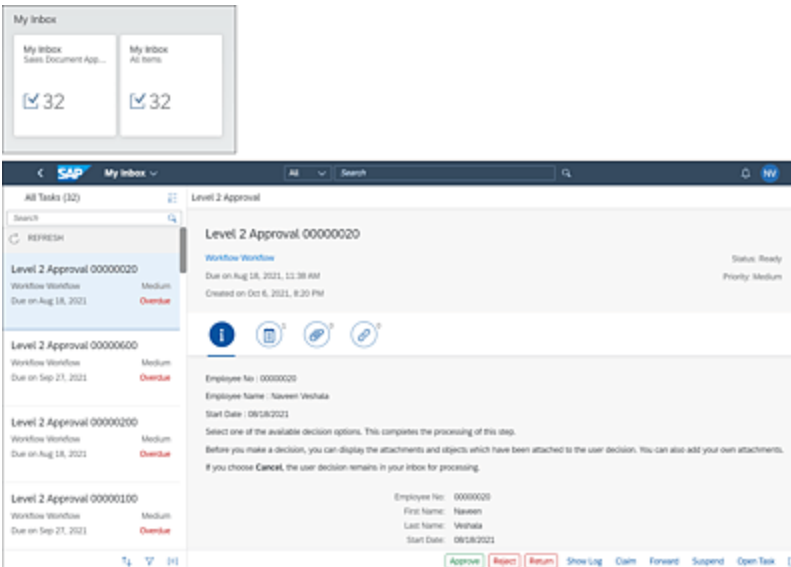 My Inbox
My Inbox
Sales Document App...
32
My Inbox
All Items
32
SAP
My Inbox
All
Search
NV
All Tasks (32)
Search
REFRESH
Level 2 Approval 00000020
Workflow Workflow
Medium
Due on Aug 18, 2021
Overdue
Level 2 Approval 00000600
Workflow Workflow
Medium
Due on Sep 27, 2021
Overdue
Level 2 Approval 00000200
Workflow Workflow
Medium
Due on Aug 18, 2021
Overdue
Level 2 Approval 00000100
Workflow Workflow
Medium
Due on Sep 27, 2021
Overdue
Level 2 Approval
Level 2 Approval 00000020
Workflow Workflow
Status: Ready
Due on Aug 18, 2021, 11:38 AM
Priority: Medium
Created on Oct 6, 2021, 8:20 PM
Employee No : 00000020
Employee Name : Naveen Veshala
Start Date : 08/18/2021
Select one of the available decision options. This completes the processing of this step.
Before you make a decision, you can display the attachments and objects which have been attached to the user decision. You can also add your own attachments.
If you choose Cancel, the user decision remains in your inbox for processing.
Employee No: 00000020
First Name: Naveen
Last Name: Veshala
Start Date: 08/18/2021
Approve Reject Return Show Log Claim Forward Suspend Open Task